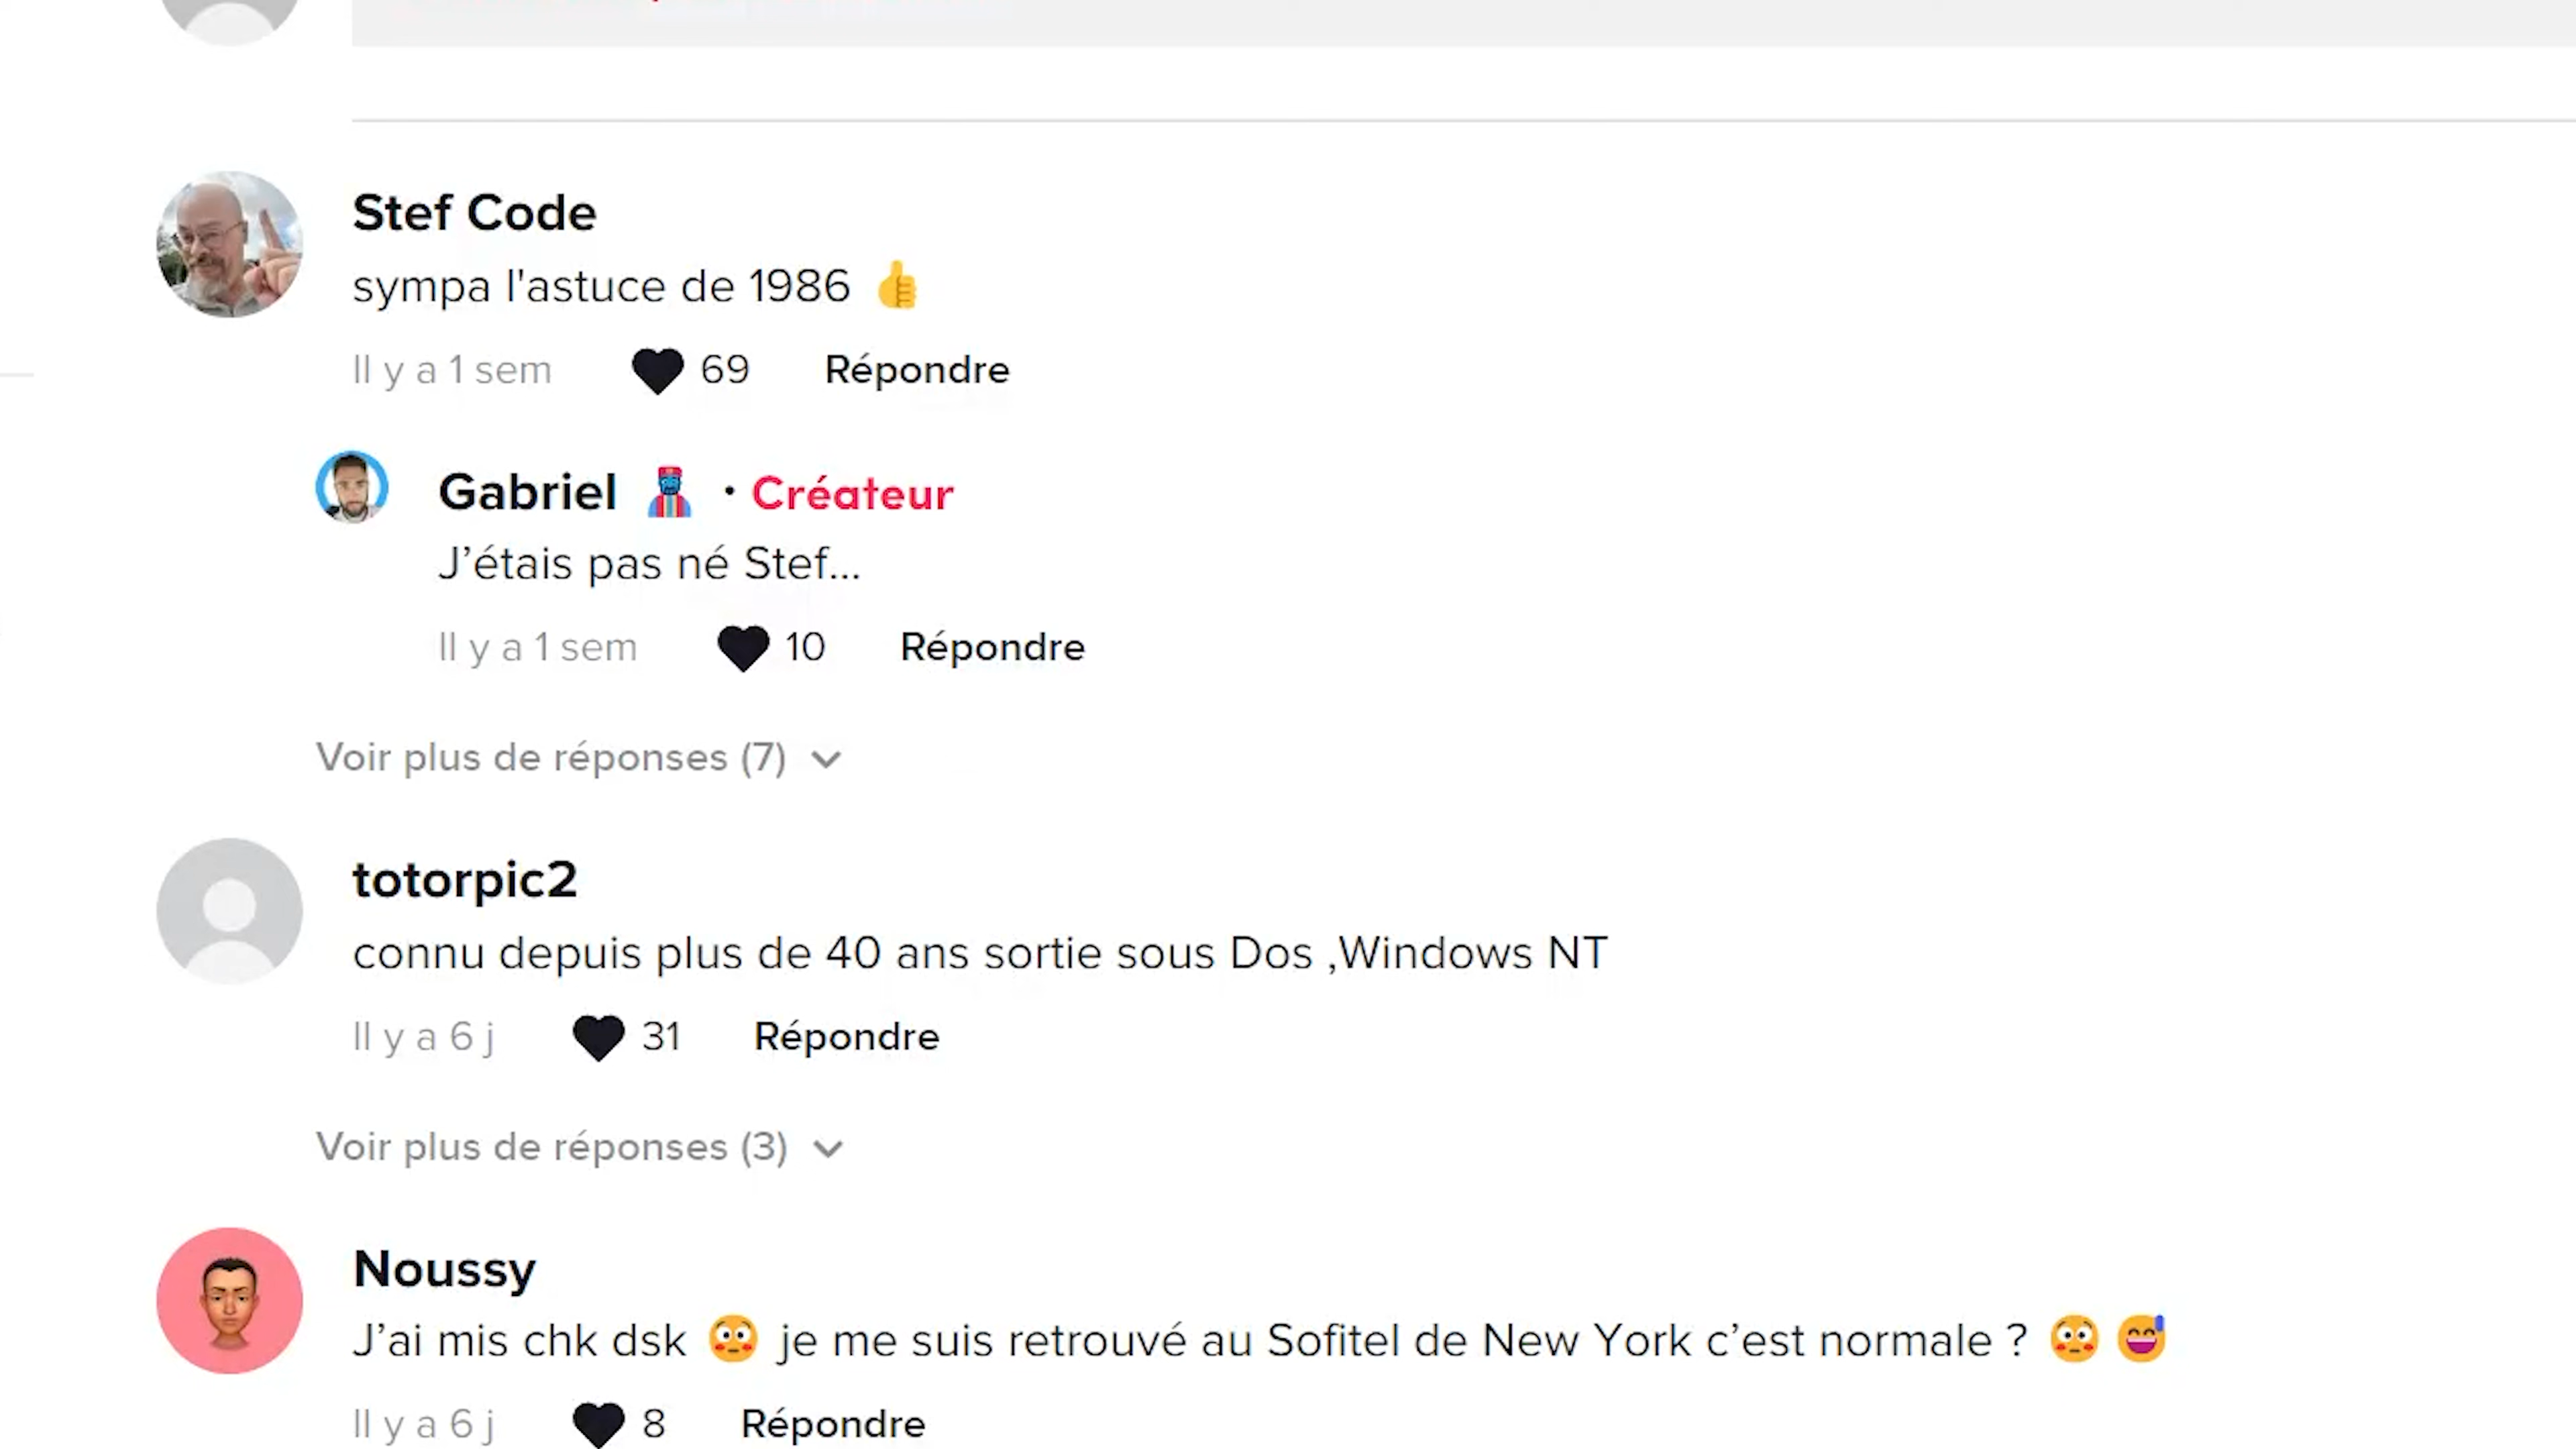 Stef Code
sympa l'astuce de 1986 👍
Il y a 1 sem 69 Répondre
Gabriel · Créateur
J’étais pas né Stef...
Il y a 1 sem 10 Répondre
Voir plus de réponses (7)
totorpic2
connu depuis plus de 40 ans sortie sous Dos ,Windows NT
Il y a 6 j 31 Répondre
Voir plus de réponses (3)
Noussy
J’ai mis chk dsk 😳 je me suis retrouvé au Sofitel de New York c’est normale ? 😳 😅
Il y a 6 j 8 Répondre